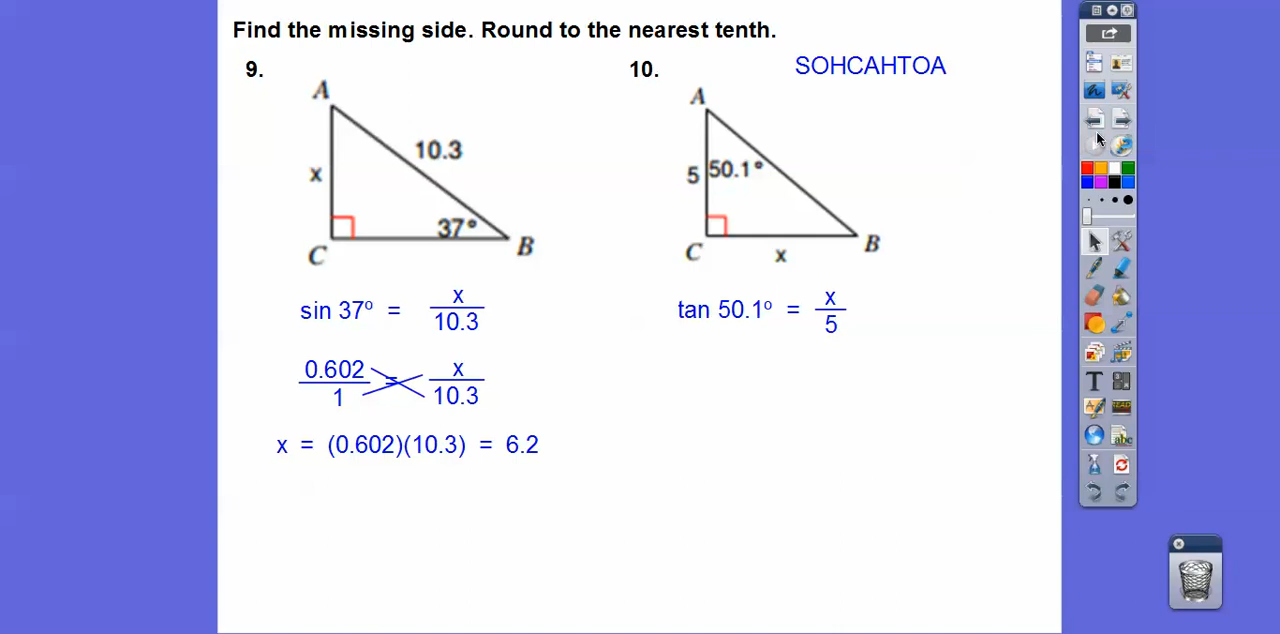 Find the missing side. Round to the nearest tenth.
9.
A
10.3
x
37°
C
B
sin 37° = x/10.3
0.602/1 = x/10.3
x = (0.602)(10.3) = 6.2
10.
SOHCAHTOA
A
5
50.1°
C
x
B
tan 50.1° = x/5